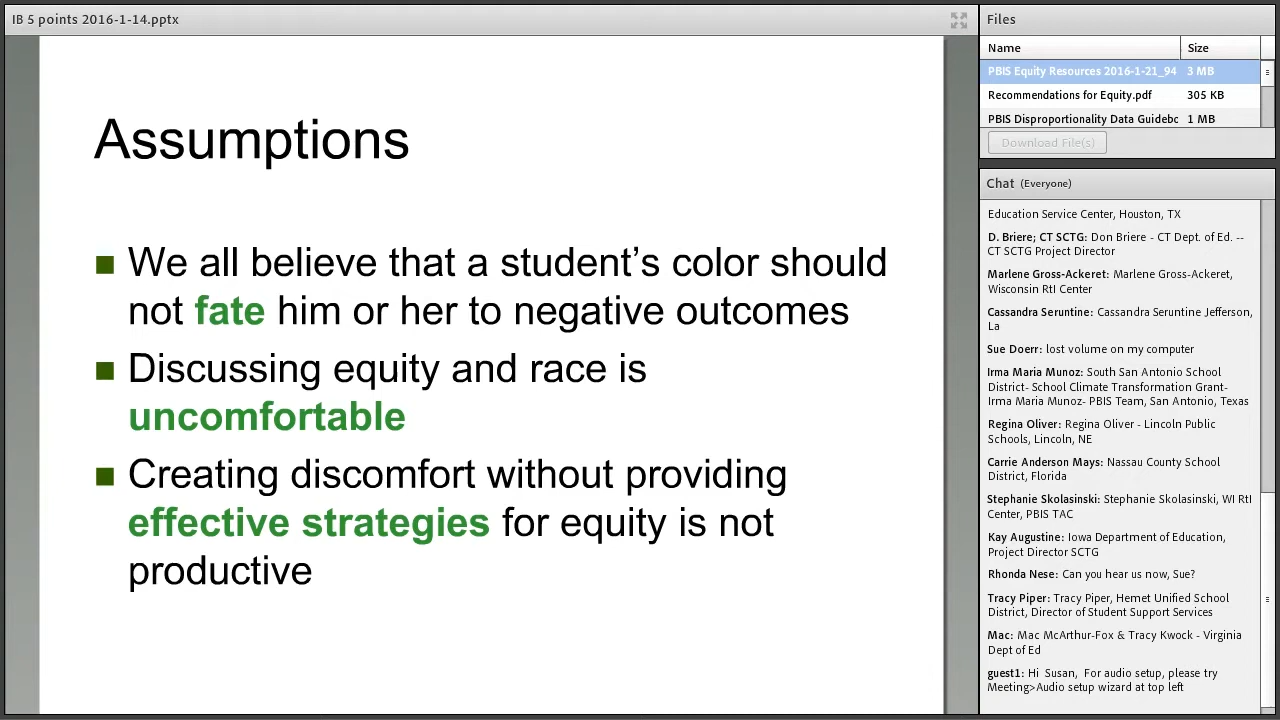 IB 5 points 2016-1-14.pptx
Assumptions
We all believe that a student's color should
not fate him or her to negative outcomes
Discussing equity and race is
uncomfortable
Creating discomfort without providing
effective strategies for equity is not
productive
Files
Name Size
PBIS Equity Resources 2016-1-21_94 3 MB
Recommendations for Equity.pdf 305 KB
PBIS Disproportionality Data Guidebc 1 MB
Download File(s)
Chat (Everyone)
Education Service Center, Houston, TX
D. Briere; CT SCTG: Don Briere - CT Dept. of Ed. --
CT SCTG Project Director
Marlene Gross-Ackeret: Marlene Gross-Ackeret,
Wisconsin RtI Center
Cassandra Seruntine: Cassandra Seruntine Jefferson,
La
Sue Doerr: lost volume on my computer
Irma Maria Munoz: South San Antonio School
District- School Climate Transformation Grant-
Irma Maria Munoz- PBIS Team, San Antonio, Texas
Regina Oliver: Regina Oliver - Lincoln Public
Schools, Lincoln, NE
Carrie Anderson Mays: Nassau County School
District, Florida
Stephanie Skolasinski: Stephanie Skolasinski, WI RtI
Center, PBIS TAC
Kay Augustine: Iowa Department of Education,
Project Director SCTG
Rhonda Nese: Can you hear us now, Sue?
Tracy Piper: Tracy Piper, Hemet Unified School
District, Director of Student Support Services
Mac: Mac McArthur-Fox & Tracy Kwock - Virginia
Dept of Ed
guest1: Hi Susan, For audio setup, please try
Meeting>Audio setup wizard at top left